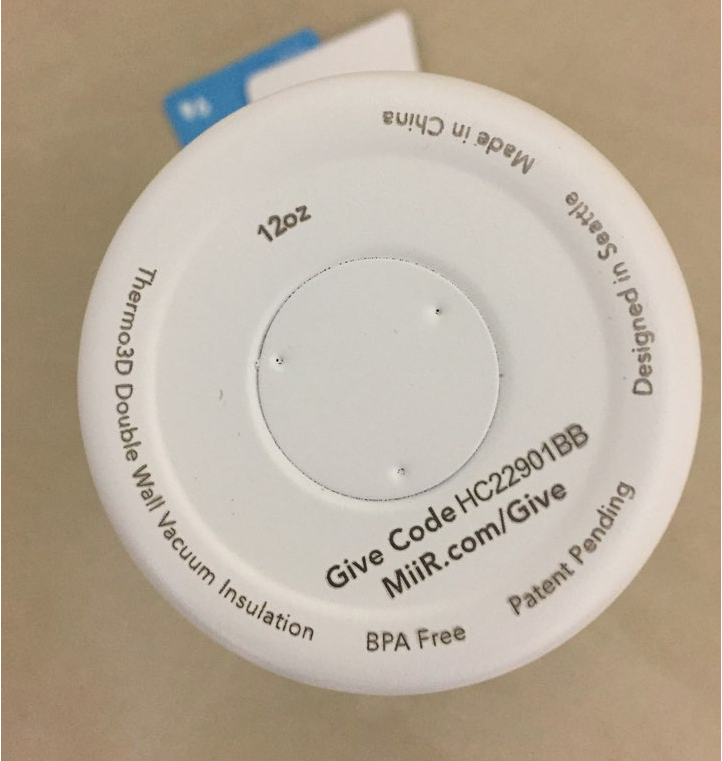 12oz
Give Code HC22901BB
MiiR.com/Give
Thermo3D Double Wall Vacuum Insulation
BPA Free
Patent Pending
Designed in Seattle
Made in China